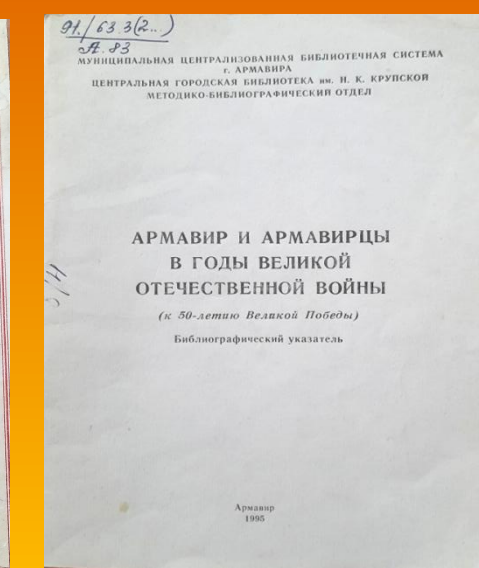 91./63.3(2...)
А.83
МУНИЦИПАЛЬНАЯ ЦЕНТРАЛИЗОВАННАЯ БИБЛИОТЕЧНАЯ СИСТЕМА
г. АРМАВИРА
ЦЕНТРАЛЬНАЯ ГОРОДСКАЯ БИБЛИОТЕКА им. Н. К. КРУПСКОЙ
МЕТОДИКО-БИБЛИОГРАФИЧЕСКИЙ ОТДЕЛ
АРМАВИР И АРМАВИРЦЫ
В ГОДЫ ВЕЛИКОЙ
ОТЕЧЕСТВЕННОЙ ВОЙНЫ
(к 50-летию Великой Победы)
Библиографический указатель
Армавир
1995